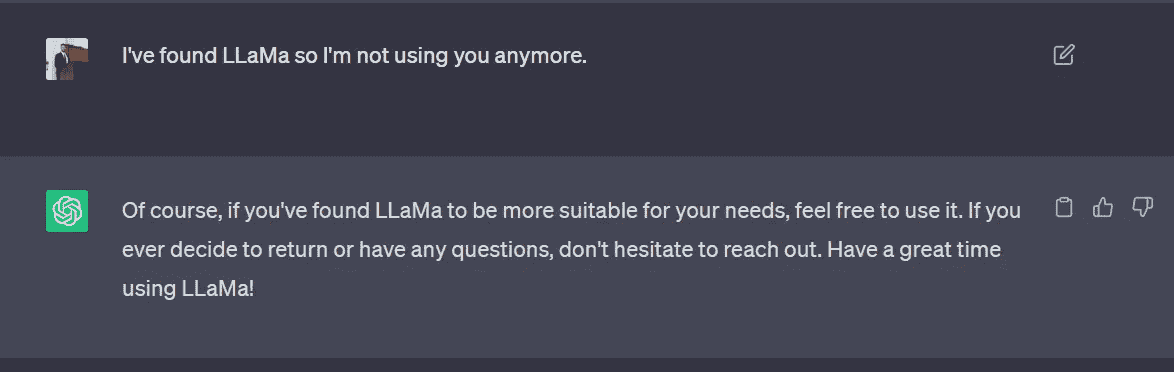 I've found LLaMa so I'm not using you anymore.
Of course, if you've found LLaMa to be more suitable for your needs, feel free to use it. If you
ever decide to return or have any questions, don't hesitate to reach out. Have a great time
using LLaMa!